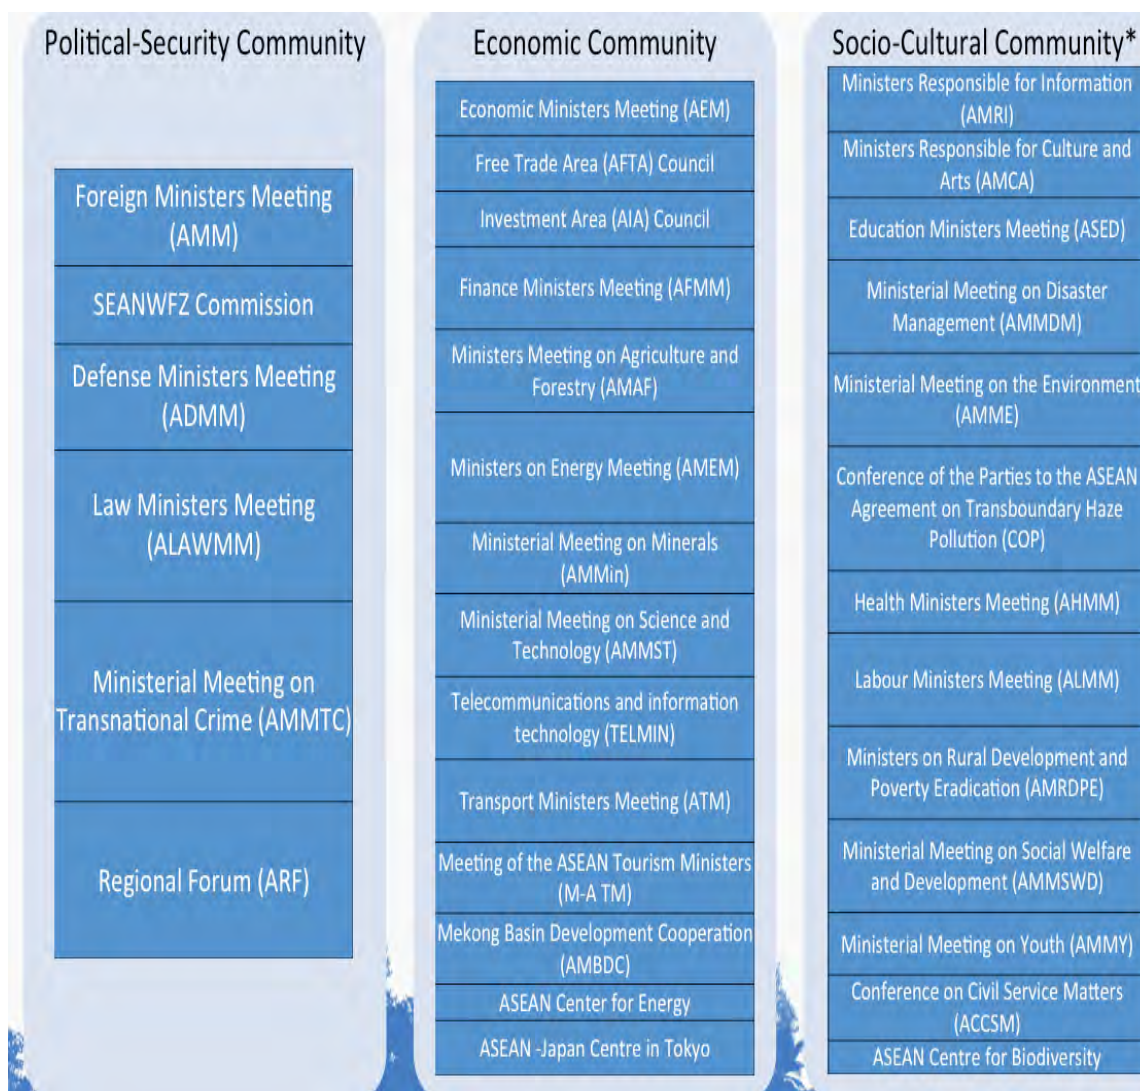 Political-Security Community
Foreign Ministers Meeting
(AMM)
SEANWFZ Commission
Defense Ministers Meeting
(ADMM)
Law Ministers Meeting
(ALAWMM)
Ministerial Meeting on
Transnational Crime (AMMTC)
Regional Forum (ARF)
Economic Community
Economic Ministers Meeting (AEM)
Free Trade Area (AFTA) Council
Investment Area (AIA) Council
Finance Ministers Meeting (AFMM)
Ministers Meeting on Agriculture and
Forestry (AMAF)
Ministers on Energy Meeting (AMEM)
Ministerial Meeting on Minerals
(AMMin)
Ministerial Meeting on Science and
Technology (AMMST)
Telecommunications and information
technology (TELMIN)
Transport Ministers Meeting (ATM)
Meeting of the ASEAN Tourism Ministers
(M-A TM)
Mekong Basin Development Cooperation
(AMBDC)
ASEAN Center for Energy
ASEAN -Japan Centre in Tokyo
Socio-Cultural Community*
Ministers Responsible for Information
(AMRI)
Ministers Responsible for Culture and
Arts (AMCA)
Education Ministers Meeting (ASED)
Ministerial Meeting on Disaster
Management (AMMDM)
Ministerial Meeting on the Environment
(AMME)
Conference of the Parties to the ASEAN
Agreement on Transboundary Haze
Pollution (COP)
Health Ministers Meeting (AHMM)
Labour Ministers Meeting (ALMM)
Ministers on Rural Development and
Poverty Eradication (AMRDPE)
Ministerial Meeting on Social Welfare
and Development (AMMSWD)
Ministerial Meeting on Youth (AMMY)
Conference on Civil Service Matters
(ACCSM)
ASEAN Centre for Biodiversity